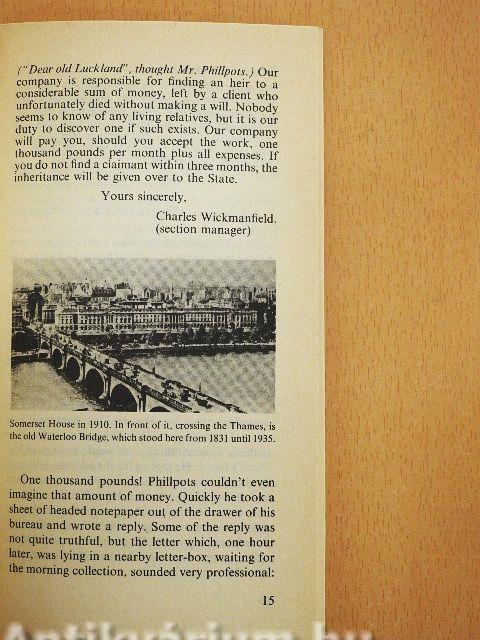 ("Dear old Luckland", thought Mr. Phillpots.) Our
company is responsible for finding an heir to a
considerable sum of money, left by a client who
unfortunately died without making a will. Nobody
seems to know of any living relatives, but it is our
duty to discover one if such exists. Our company
will pay you, should you accept the work, one
thousand pounds per month plus all expenses. If
you do not find a claimant within three months, the
inheritance will be given over to the State.
Yours sincerely,
Charles Wickmanfield.
(section manager)
Somerset House in 1910. In front of it, crossing the Thames, is
the old Waterloo Bridge, which stood here from 1831 until 1935.
One thousand pounds! Phillpots couldn't even
imagine that amount of money. Quickly he took a
sheet of headed notepaper out of the drawer of his
bureau and wrote a reply. Some of the reply was
not quite truthful, but the letter which, one hour
later, was lying in a nearby letter-box, waiting for
the morning collection, sounded very professional:
15
Antikvárium.hu